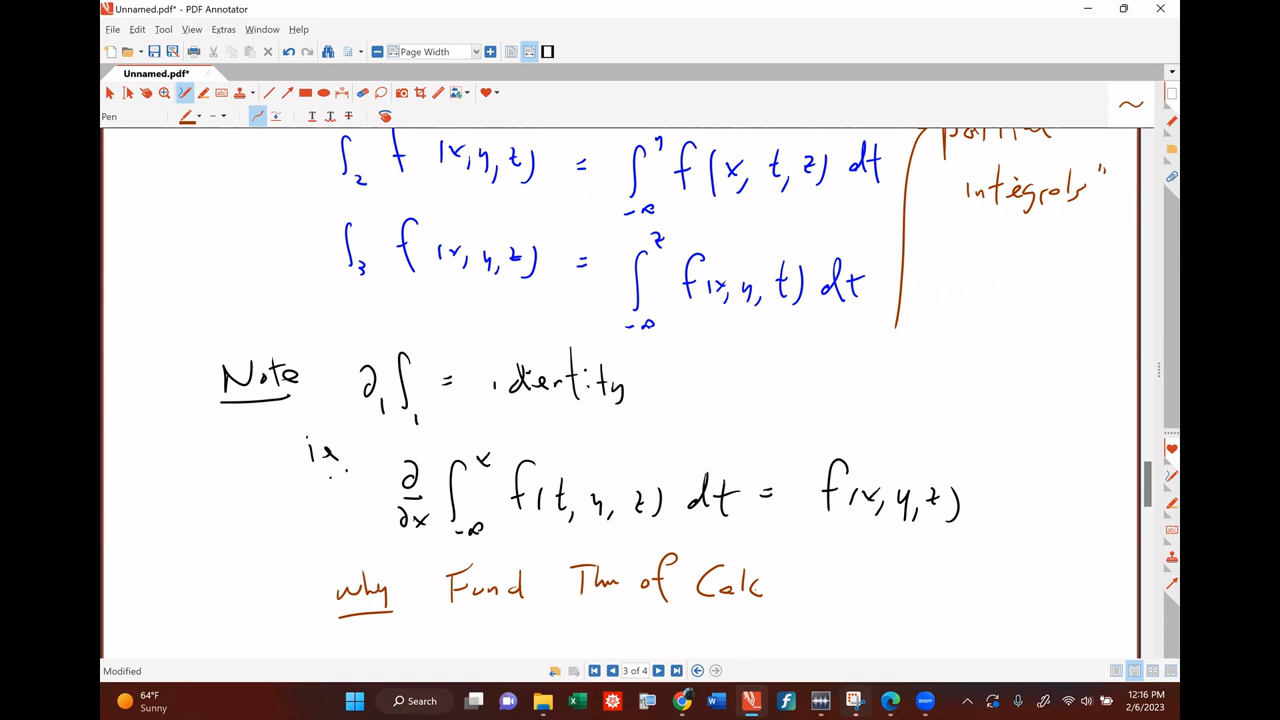 Unnamed.pdf* - PDF Annotator
File Edit Tool View Extras Window Help
Page Width
Unnamed.pdf*
Pen
∫₂ f(x, y, z) = ∫_{-∞}^{y} f(x, t, z) dt
partial
integrals"
∫₃ f(x, y, z) = ∫_{-∞}^{z} f(x, y, t) dt
Note ∂₁ ∫₁ = identity
ie.
∂/∂x ∫_{-∞}^{x} f(t, y, z) dt = f(x, y, z)
why Fund Thm of Calc
Modified
3 of 4
64°F
Sunny
Search
12:16 PM
2/6/2023